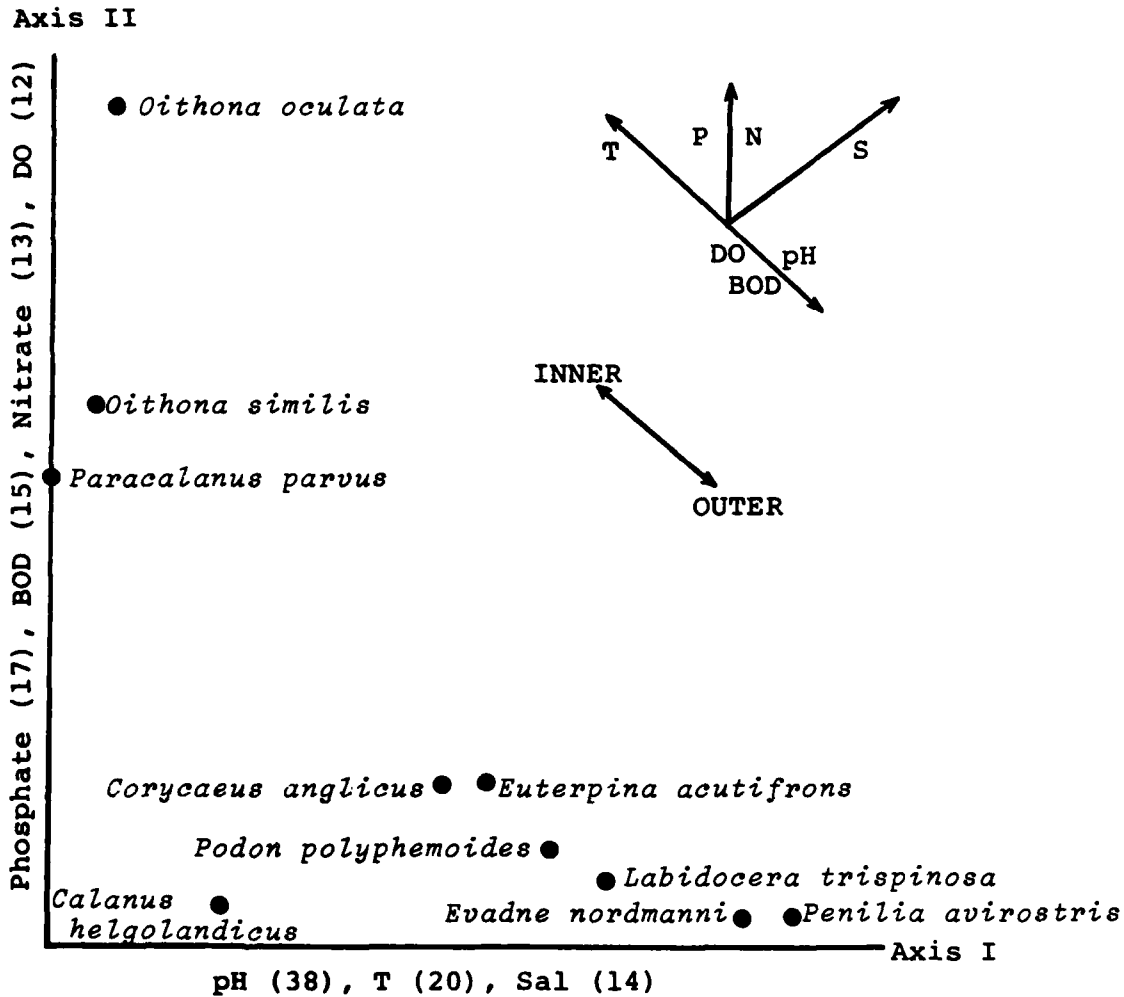 Axis II
Phosphate (17), BOD (15), Nitrate (13), DO (12)
Oithona oculata
T
P
N
S
DO
pH
BOD
INNER
OUTER
Oithona similis
Paracalanus parvus
Corycaeus anglicus
Euterpina acutifrons
Podon polyphemoides
Labidocera trispinosa
Calanus
helgolandicus
Evadne nordmanni
Penilia avirostris
Axis I
pH (38), T (20), Sal (14)